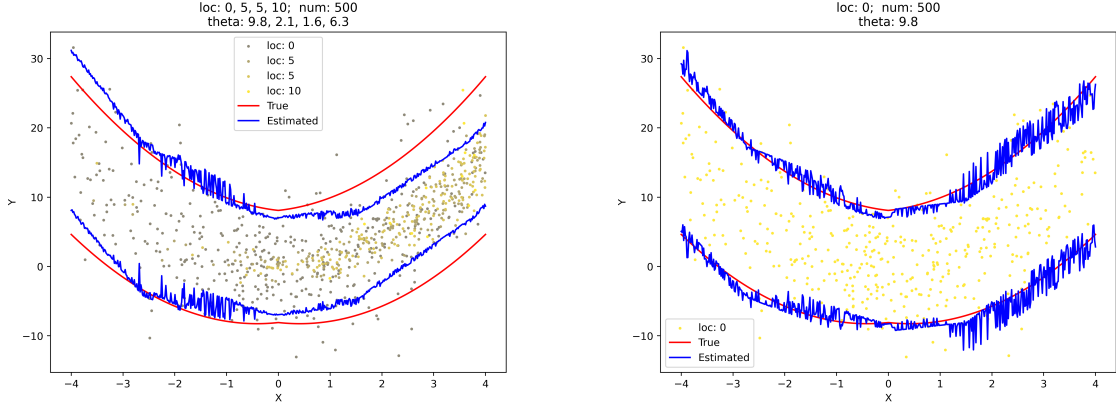 loc: 0, 5, 5, 10;  num: 500
theta: 9.8, 2.1, 1.6, 6.3
loc: 0
loc: 5
loc: 5
loc: 10
True
Estimated
30
20
10
0
−10
Y
−4
−3
−2
−1
0
1
2
3
4
X
loc: 0;  num: 500
theta: 9.8
30
20
10
0
−10
Y
loc: 0
True
Estimated
−4
−3
−2
−1
0
1
2
3
4
X